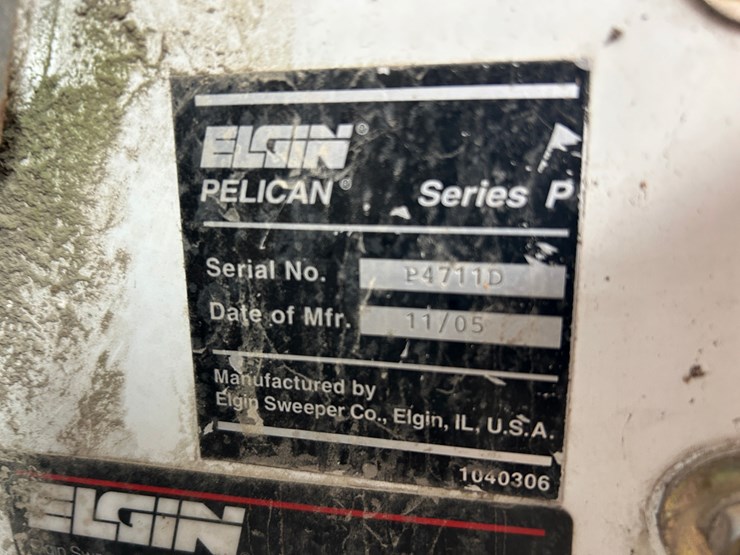 ELGIN®
PELICAN® Series P
Serial No. P4711D
Date of Mfr. 11/05
Manufactured by
Elgin Sweeper Co., Elgin, IL, U.S.A.
1040306
ELGIN